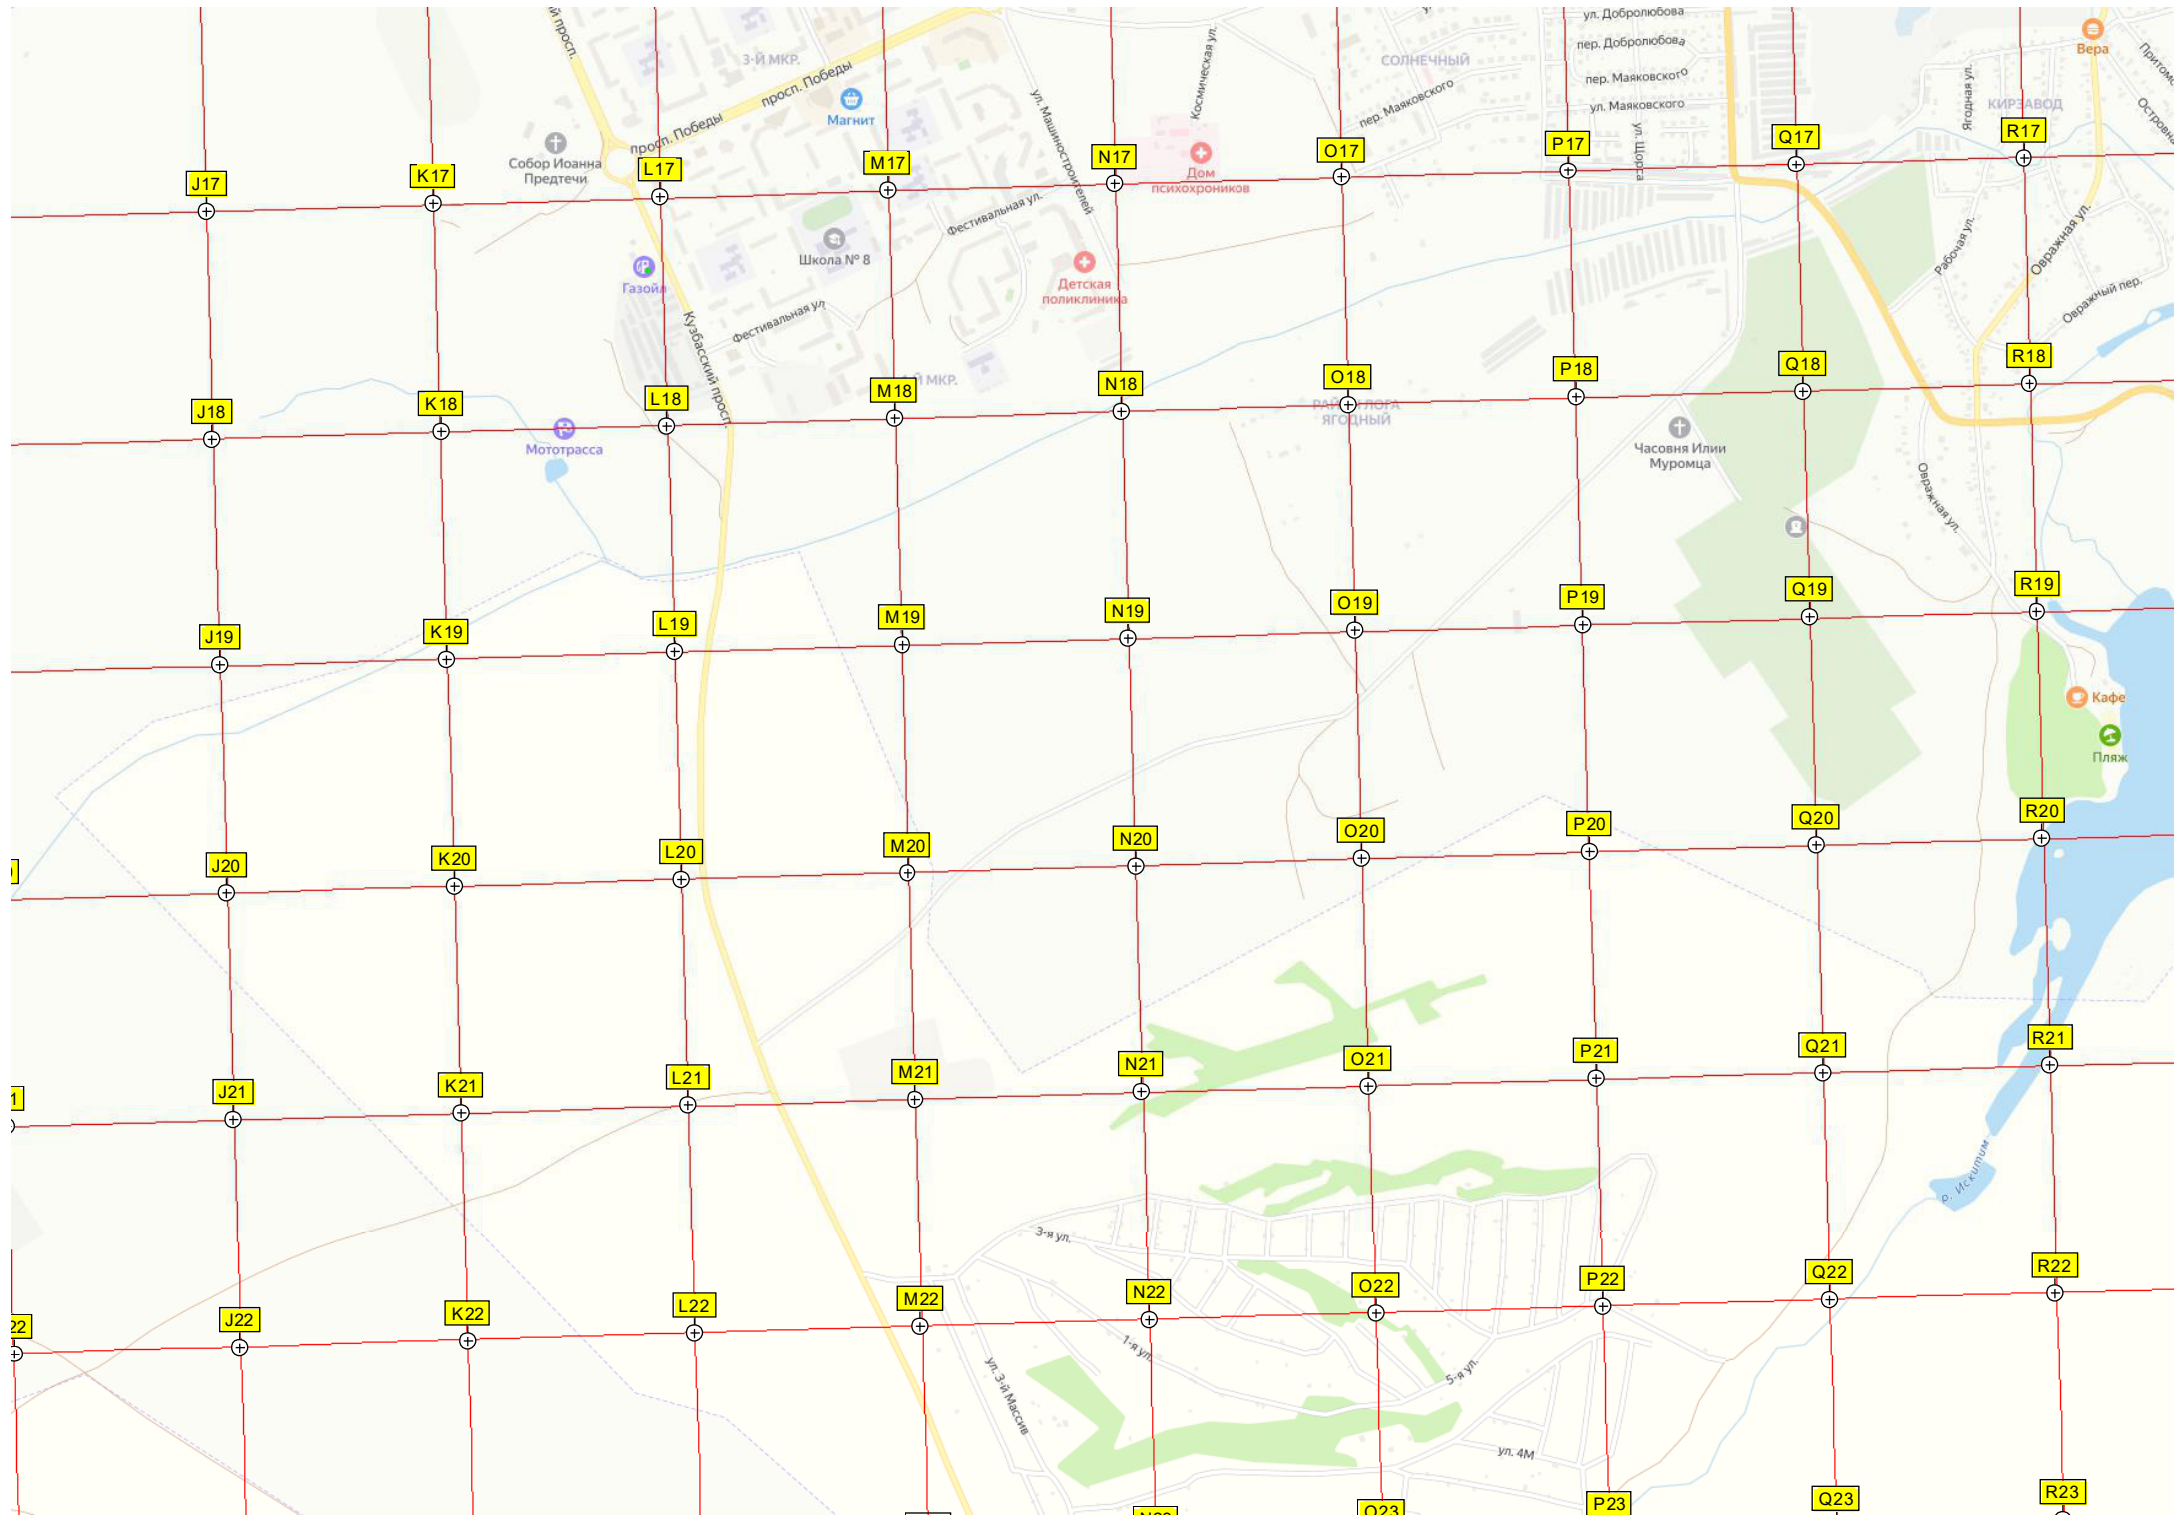 ул. Добролюбова
пер. Добролюбова
Вера
3-Й МКР.
СОЛНЕЧНЫЙ
просп. Победы
Космическая ул.
пер. Маяковского
ул. Маяковского
пер. Маяковского
Ягодная ул.
КИРЗАВОД
Магнит
ул. Машиностроителей
просп. Победы
ул. Щорса
Собор Иоанна
Предтечи
Дом
психохроников
J17
K17
L17
M17
N17
O17
P17
Q17
R17
Фестивальная ул.
Школа № 8
Рабочая ул.
Овражная ул.
Газойл
Детская
поликлиника
Овражный пер.
Фестивальная ул
Кузбасский просп.
МКР.
ЯГОДНЫЙ
J18
K18
L18
M18
N18
O18
P18
Q18
R18
Мототрасса
Часовня Илии
Муромца
Овражная ул.
J19
K19
L19
M19
N19
O19
P19
Q19
R19
Кафе
Пляж
J20
K20
L20
M20
N20
O20
P20
Q20
R20
1
J21
K21
L21
M21
N21
O21
P21
Q21
R21
р. Искитим
3-я ул.
22
J22
K22
L22
M22
N22
O22
P22
Q22
R22
1-я ул.
5-я ул.
ул. 3-й Массив
ул. 4М
O23
P23
Q23
R23